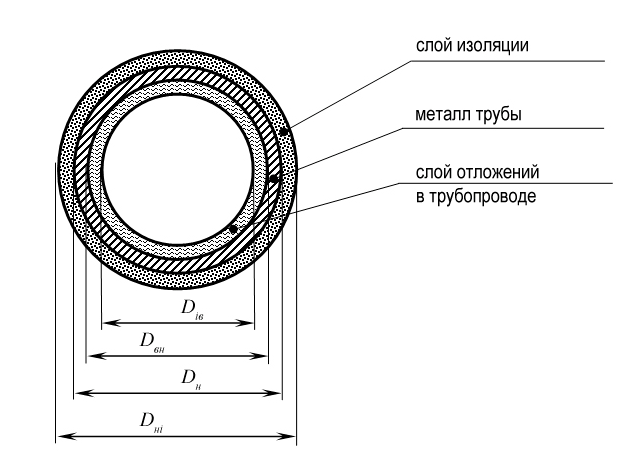 слой изоляции
металл трубы
слой отложений
в трубопроводе
Dів
Dвн
Dн
Dні